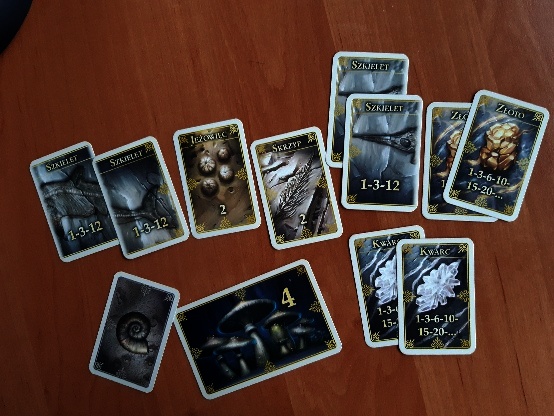 Szkielet
1-3-12
Szkielet
1-3-12
Jeżowiec
2
Skrzyp
2
Szkielet
Szkielet
1-3-12
Złoto
1-3-6-10-
15-20-...
Kwarc
1-3-6-10-
15-20-...
4